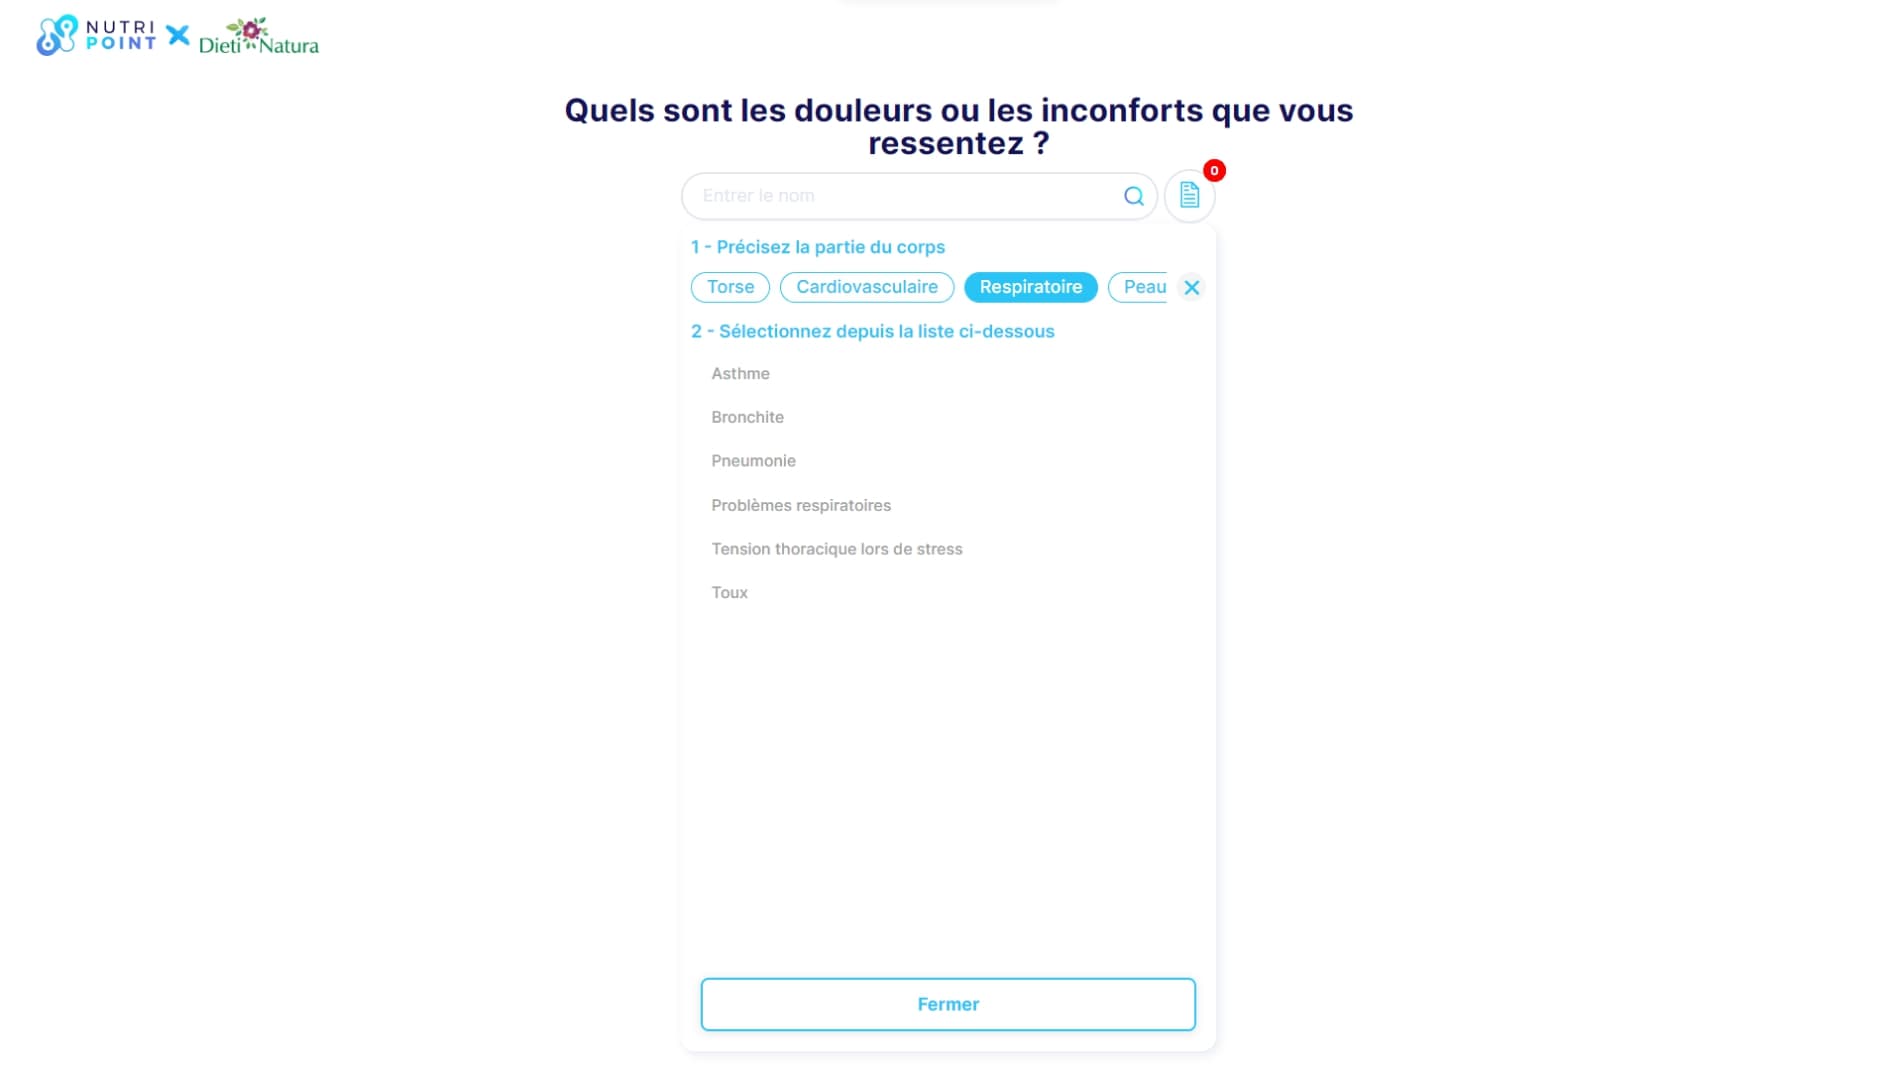 NUTRI
POINT
Dieti Natura
Quels sont les douleurs ou les inconforts que vous
ressentez ?
Entrer le nom
0
1 - Précisez la partie du corps
Torse Cardiovasculaire Respiratoire Peau
2 - Sélectionnez depuis la liste ci-dessous
Asthme
Bronchite
Pneumonie
Problèmes respiratoires
Tension thoracique lors de stress
Toux
Fermer